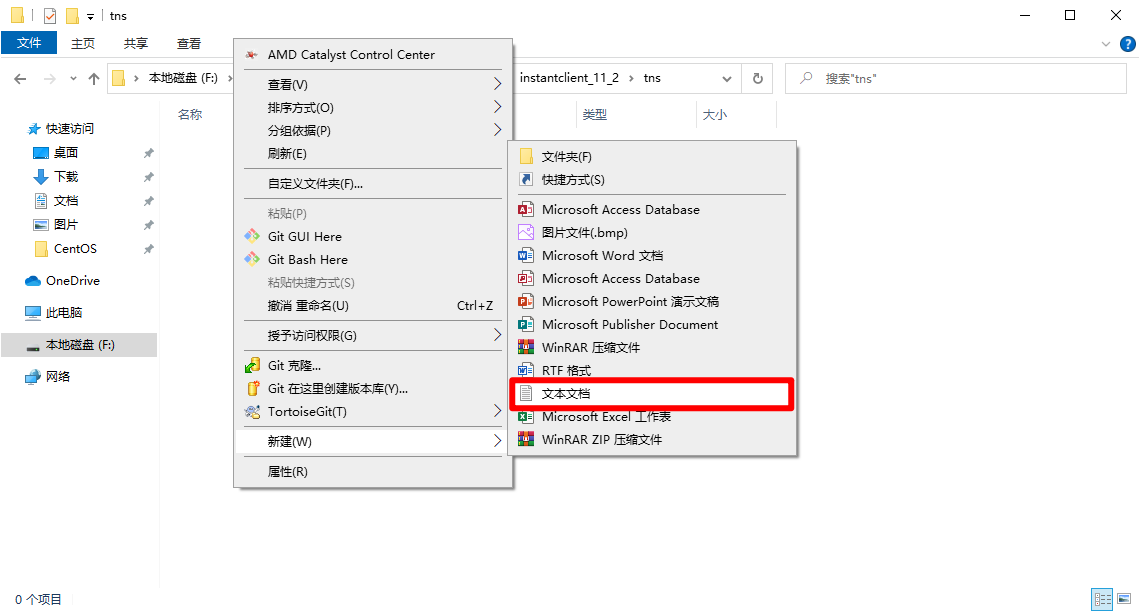 tns
文件 主页 共享 查看
本地磁盘 (F:) instantclient_11_2 tns 搜索"tns"
名称 类型 大小
快速访问
桌面
下载
文档
图片
CentOS
OneDrive
此电脑
本地磁盘 (F:)
网络
AMD Catalyst Control Center
查看(V)
排序方式(O)
分组依据(P)
刷新(E)
自定义文件夹(F)...
粘贴(P)
Git GUI Here
Git Bash Here
粘贴快捷方式(S)
撤消 重命名(U) Ctrl+Z
授予访问权限(G)
Git 克隆...
Git 在这里创建版本库(Y)...
TortoiseGit(T)
新建(W)
属性(R)
文件夹(F)
快捷方式(S)
Microsoft Access Database
图片文件(.bmp)
Microsoft Word 文档
Microsoft Access Database
Microsoft PowerPoint 演示文稿
Microsoft Publisher Document
WinRAR 压缩文件
RTF 格式
文本文档
Microsoft Excel 工作表
WinRAR ZIP 压缩文件
0 个项目